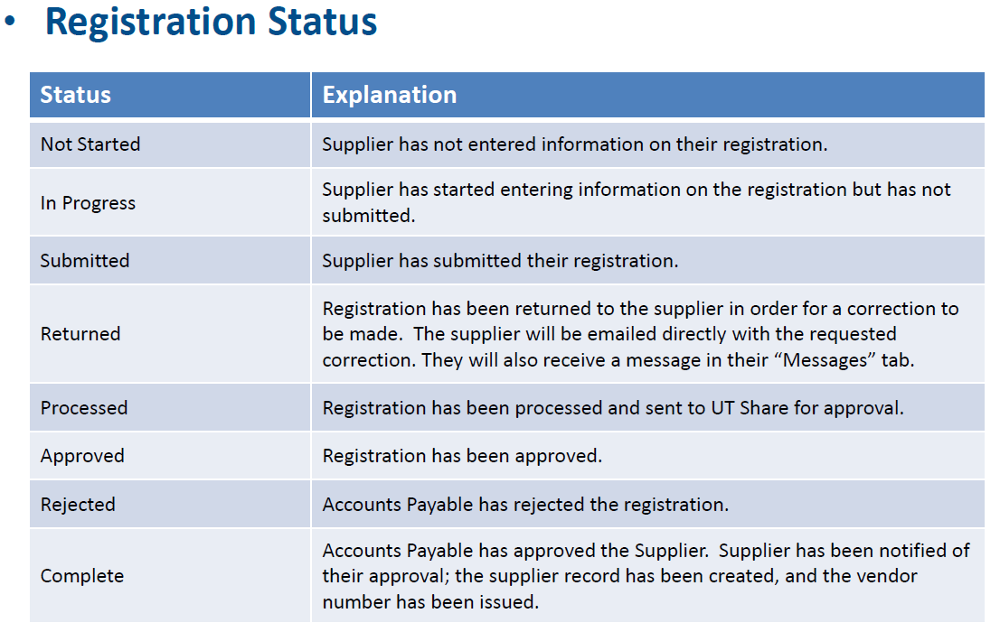 • Registration Status
Status Explanation
Not Started Supplier has not entered information on their registration.
In Progress Supplier has started entering information on the registration but has not
submitted.
Submitted Supplier has submitted their registration.
Returned Registration has been returned to the supplier in order for a correction to
be made.  The supplier will be emailed directly with the requested
correction. They will also receive a message in their “Messages” tab.
Processed Registration has been processed and sent to UT Share for approval.
Approved Registration has been approved.
Rejected Accounts Payable has rejected the registration.
Complete Accounts Payable has approved the Supplier.  Supplier has been notified of
their approval; the supplier record has been created, and the vendor
number has been issued.